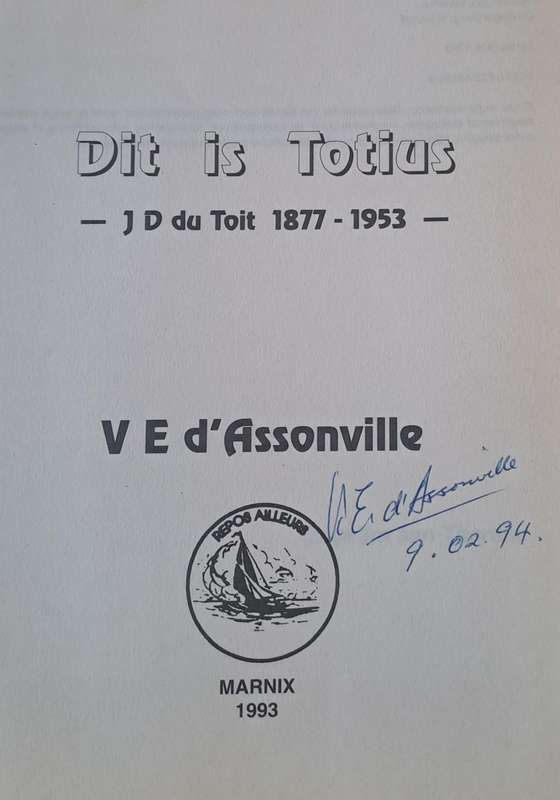 Dit is Totius
— J D du Toit 1877 - 1953 —
V E d'Assonville
V. E. d'Assonville
9.02.94.
REPOS AILLEURS
MARNIX
1993